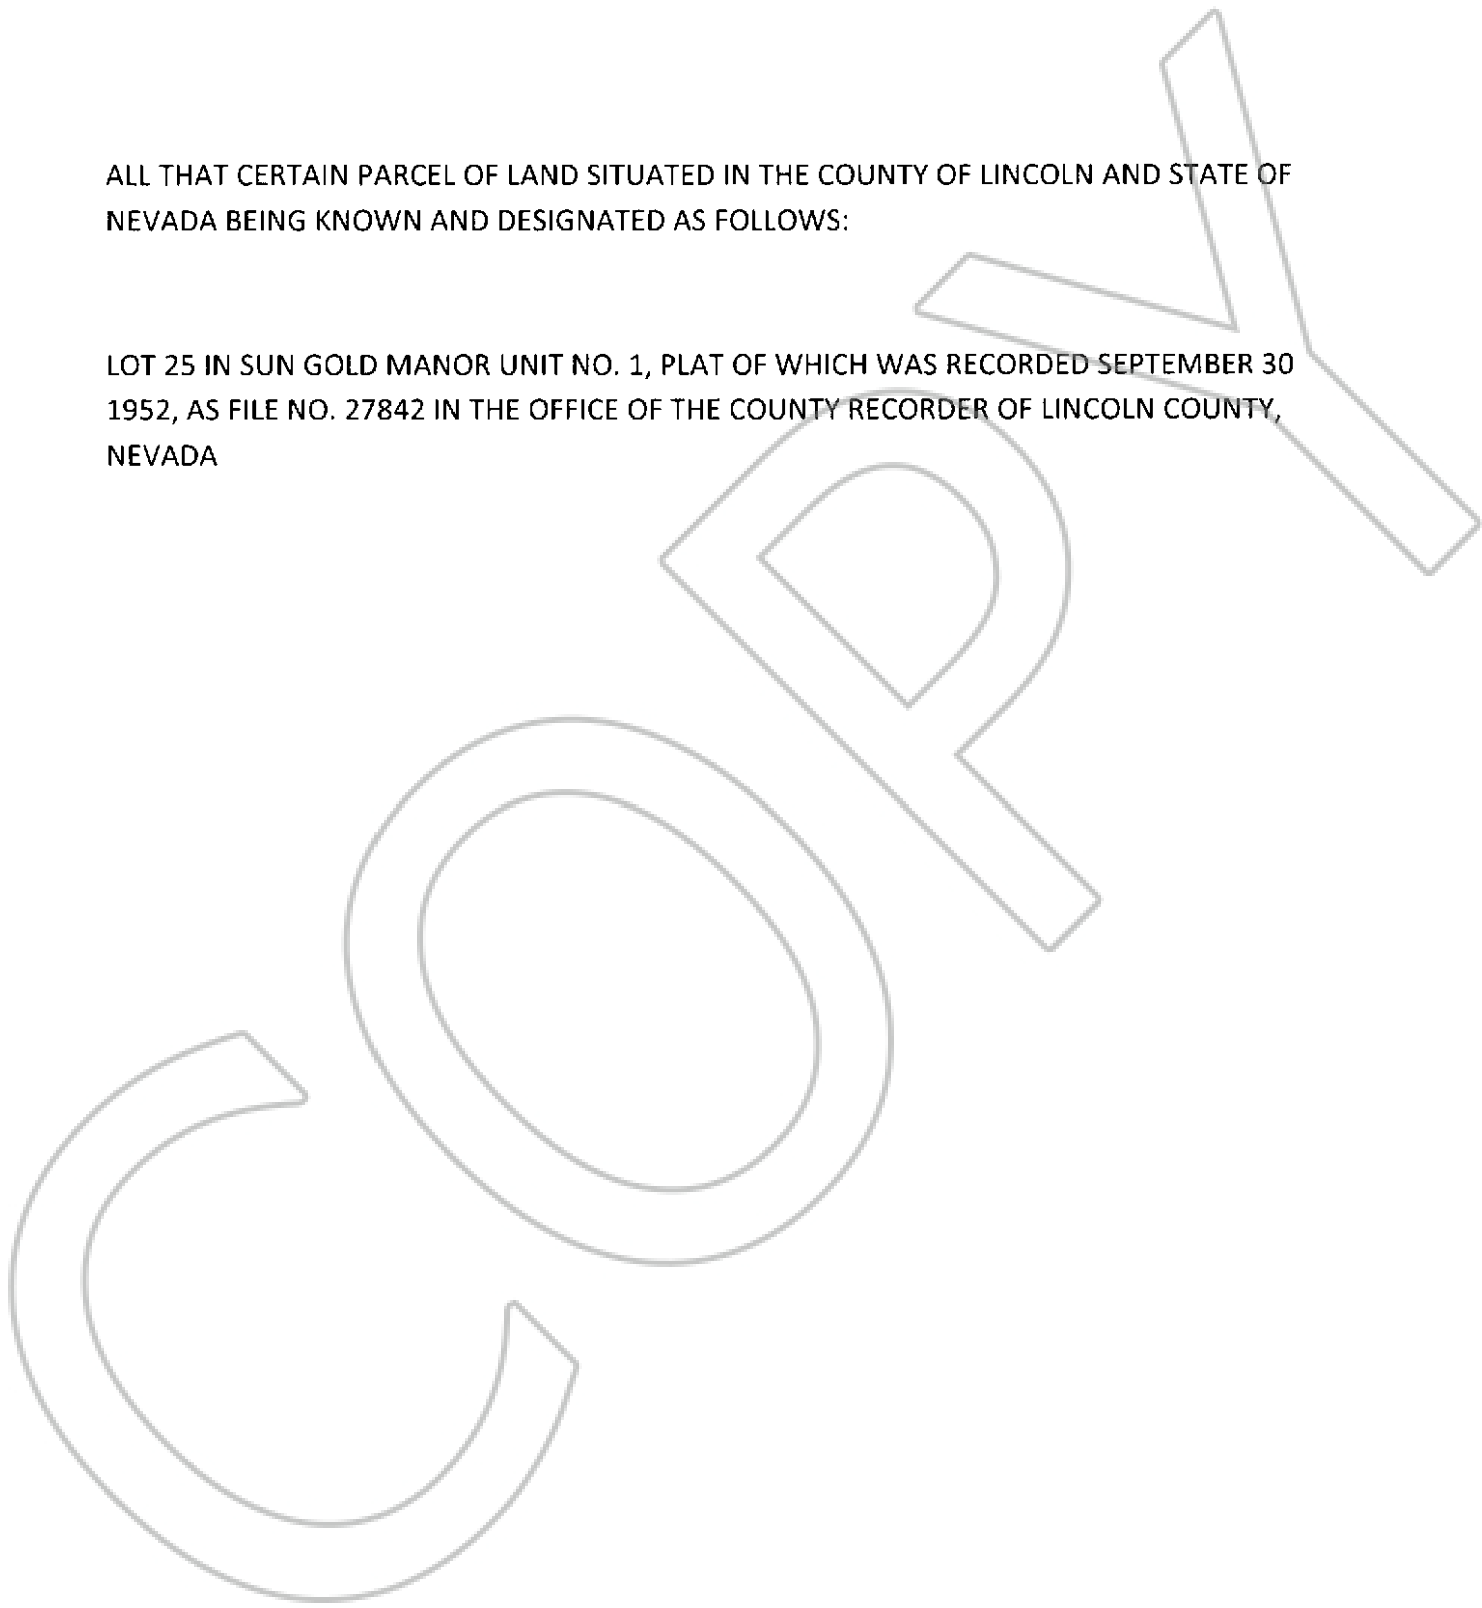 ALL THAT CERTAIN PARCEL OF LAND SITUATED IN THE COUNTY OF LINCOLN AND STATE OF
NEVADA BEING KNOWN AND DESIGNATED AS FOLLOWS:
LOT 25 IN SUN GOLD MANOR UNIT NO. 1, PLAT OF WHICH WAS RECORDED SEPTEMBER 30
1952, AS FILE NO. 27842 IN THE OFFICE OF THE COUNTY RECORDER OF LINCOLN COUNTY,
NEVADA
COPY